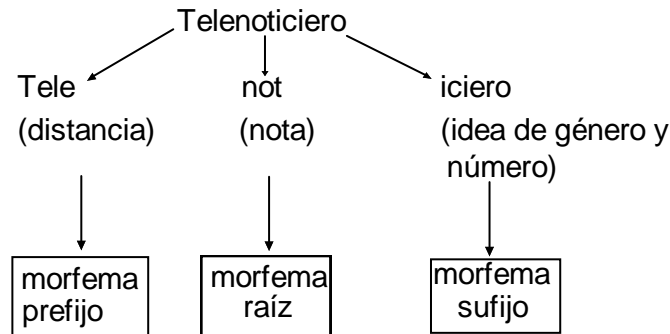 Telenoticiero
Tele
(distancia)
not
(nota)
iciero
(idea de género y
número)
morfema
prefijo
morfema
raíz
morfema
sufijo